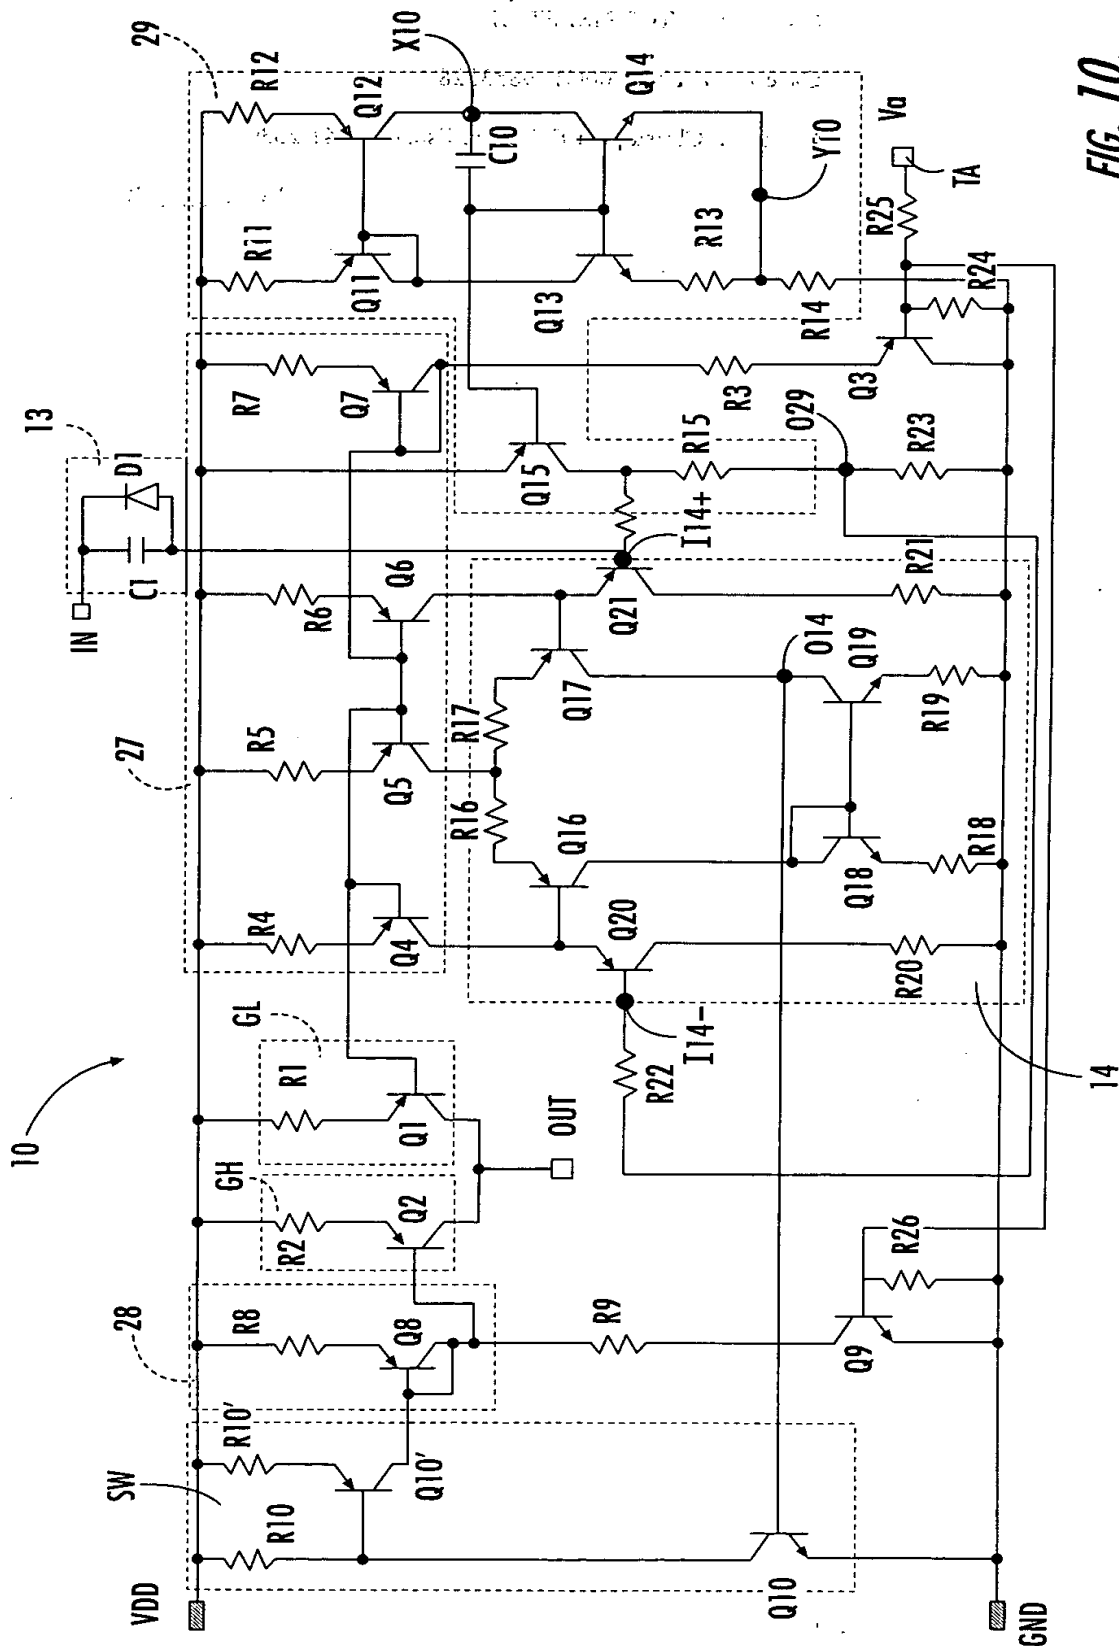 10
VDD
SW
R10
R10'
Q10'
Q10
28
R8
Q8
R9
Q9
R26
GH
R2
Q2
GL
R1
Q1
OUT
27
R4
Q4
R5
Q5
R6
Q6
R7
Q7
IN
13
C1
D1
R22
I14-
Q20
R20
R16
Q16
R17
Q17
Q18
R18
O14
Q19
R19
Q21
R21
I14+
14
Q15
R15
O29
R23
R3
Q3
29
R11
Q11
R12
Q12
X10
C10
Q13
Q14
R13
Y10
R14
R24
R25
Va
TA
GND
FIG. 10